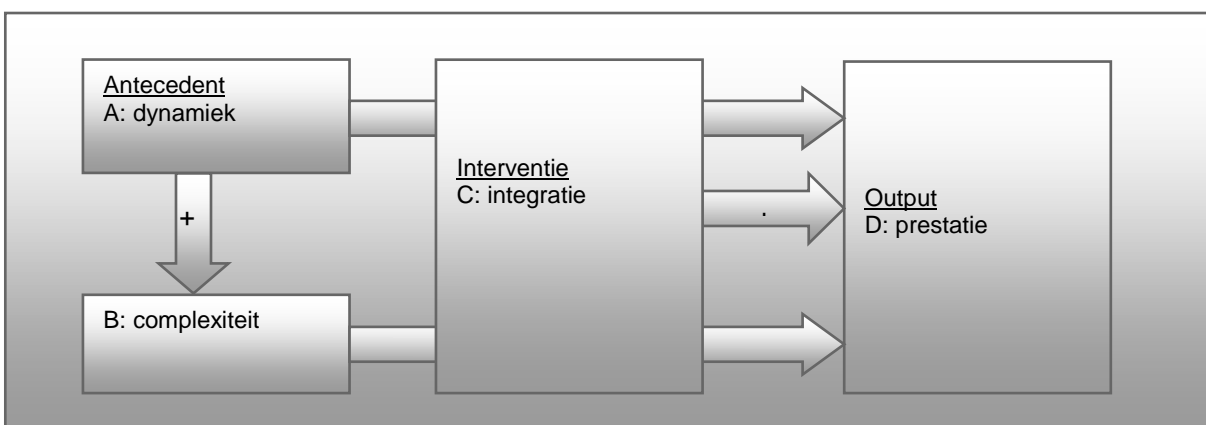 Antecedent
A: dynamiek
+
B: complexiteit
Interventie
C: integratie
.
Output
D: prestatie